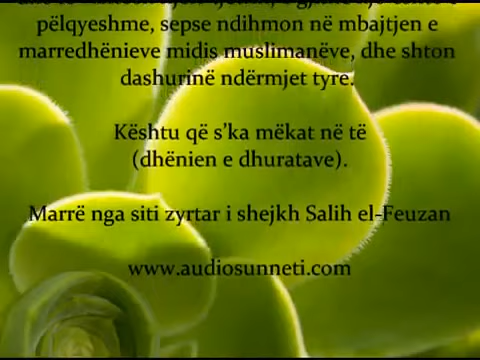 pëlqyeshme, sepse ndihmon në mbajtjen e
marredhënieve midis muslimanëve, dhe shton
dashurinë ndërmjet tyre.
Kështu që s'ka mëkat në të
(dhënien e dhuratave).
Marrë nga siti zyrtar i shejkh Salih el-Feuzan
www.audiosunneti.com